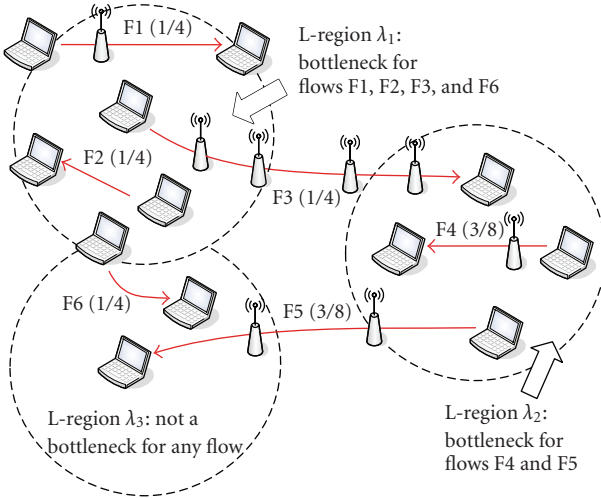 F1 (1/4)
L-region λ1:
bottleneck for
flows F1, F2, F3, and F6
F2 (1/4)
F3 (1/4)
F4 (3/8)
F6 (1/4)
F5 (3/8)
L-region λ3: not a
bottleneck for any flow
L-region λ2:
bottleneck for
flows F4 and F5